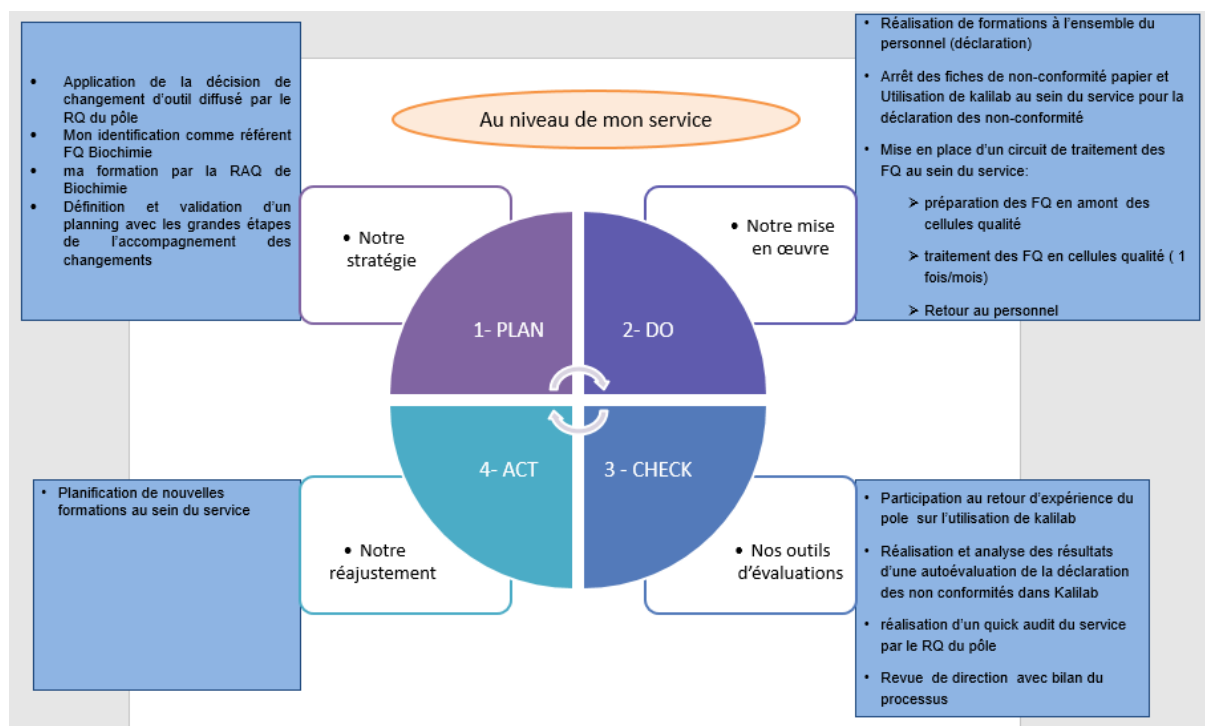 Au niveau de mon service
• Application de la décision de
changement d'outil diffusé par le
RQ du pôle
• Mon identification comme référent
FQ Biochimie
• ma formation par la RAQ de
Biochimie
• Définition et validation d'un
planning avec les grandes étapes
de l'accompagnement des
changements
• Notre
stratégie
1- PLAN
• Réalisation de formations à l'ensemble du
personnel (déclaration)
• Arrêt des fiches de non-conformité papier et
Utilisation de kalilab au sein du service pour la
déclaration des non-conformité
• Mise en place d'un circuit de traitement des
FQ au sein du service:
➢ préparation des FQ en amont des
cellules qualité
➢ traitement des FQ en cellules qualité ( 1
fois/mois)
➢ Retour au personnel
• Notre mise
en œuvre
2- DO
3 - CHECK
• Nos outils
d'évaluations
• Participation au retour d'expérience du
pole sur l'utilisation de kalilab
• Réalisation et analyse des résultats
d'une autoévaluation de la déclaration
des non conformités dans Kalilab
• réalisation d'un quick audit du service
par le RQ du pôle
• Revue de direction avec bilan du
processus
4- ACT
• Notre
réajustement
• Planification de nouvelles
formations au sein du service